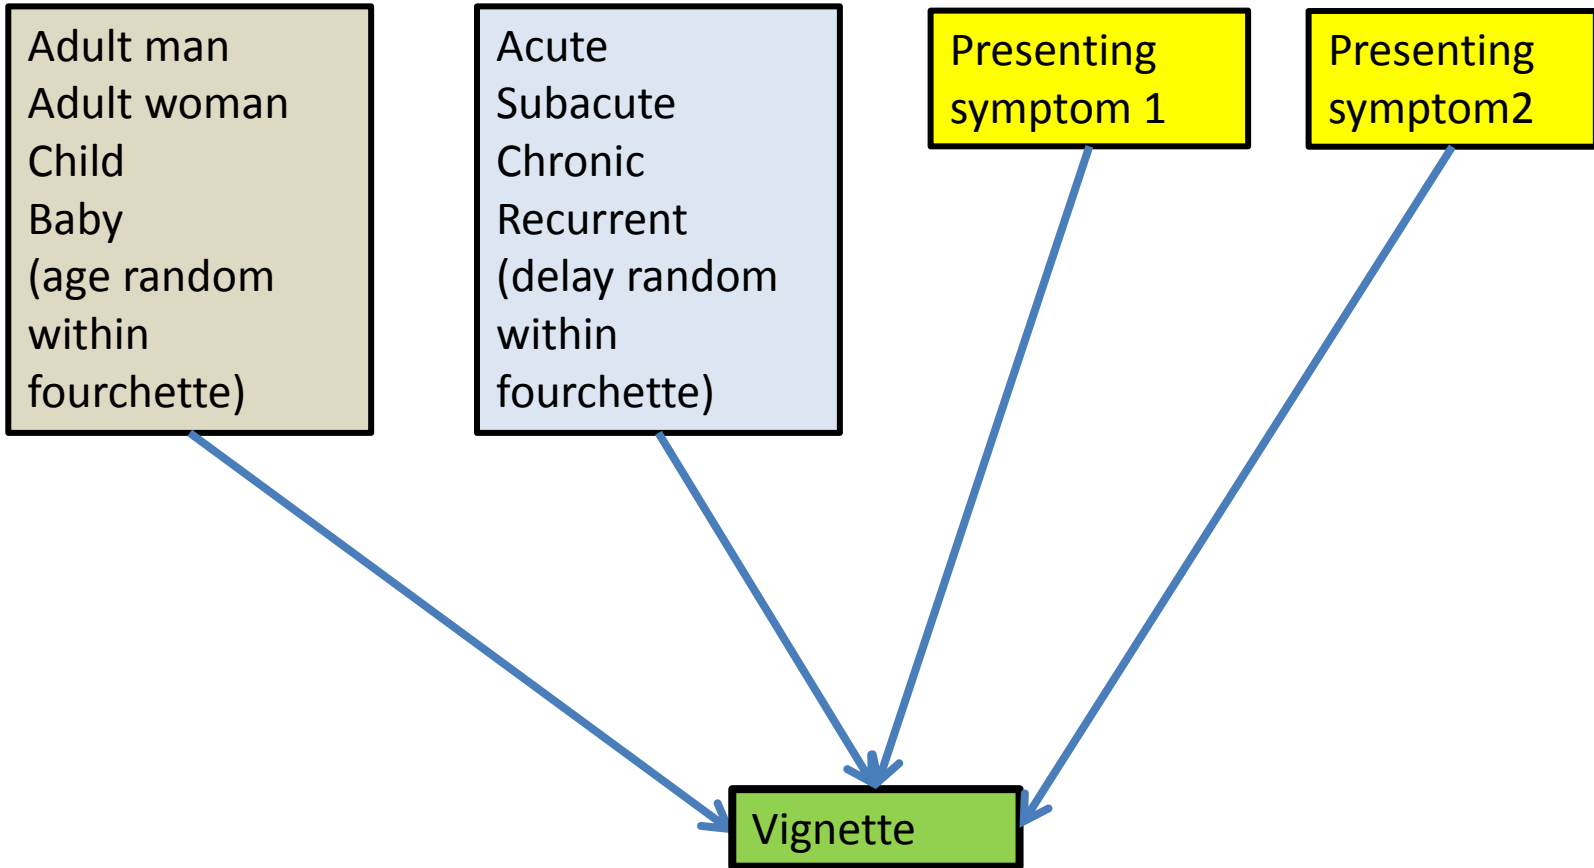 Adult man
Adult woman
Child
Baby
(age random
within
fourchette)
Acute
Subacute
Chronic
Recurrent
(delay random
within
fourchette)
Presenting
symptom 1
Presenting
symptom2
Vignette